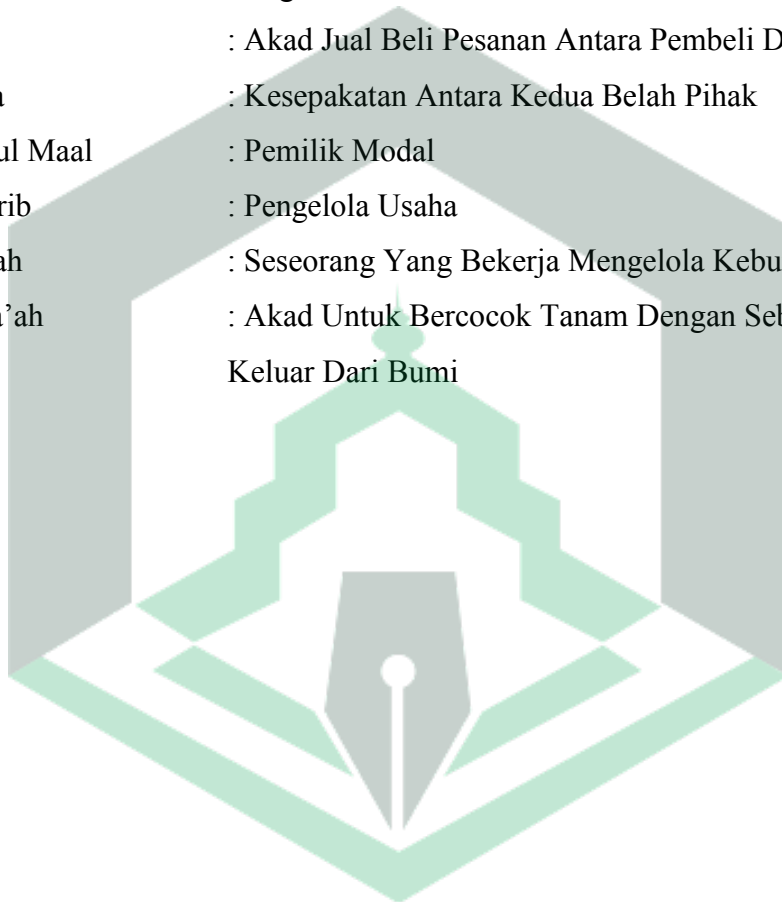 : Akad Jual Beli Pesanan Antara Pembeli D
a : Kesepakatan Antara Kedua Belah Pihak
ul Maal : Pemilik Modal
rib : Pengelola Usaha
ah : Seseorang Yang Bekerja Mengelola Kebu
a’ah : Akad Untuk Bercocok Tanam Dengan Seb
Keluar Dari Bumi